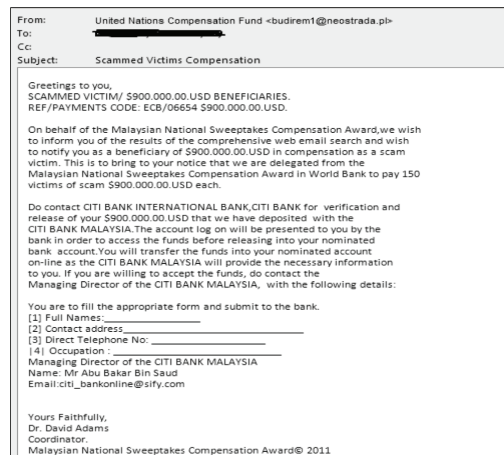 From: United Nations Compensation Fund <budirem1@neostrada.pl>
To:
Cc:
Subject: Scammed Victims Compensation
Greetings to you,
SCAMMED VICTIM/ $900.000.00.USD BENEFICIARIES.
REF/PAYMENTS CODE: ECB/06654 $900.000.00.USD.
On behalf of the Malaysian National Sweeptakes Compensation Award,we wish
to inform you of the results of the comprehensive web email search and wish
to notify you as a beneficiary of $900.000.00.USD in compensation as a scam
victim. This is to bring to your notice that we are delegated from the
Malaysian National Sweeptakes Compensation Award in World Bank to pay 150
victims of scam $900.000.00.USD each.
Do contact CITI BANK INTERNATIONAL BANK,CITI BANK for verification and
release of your $900.000.00.USD that we have deposited with the
CITI BANK MALAYSIA.The account log on will be presented to you by the
bank in order to access the funds before releasing into your nominated
bank account.You will transfer the funds into your nominated account
on-line as the CITI BANK MALAYSIA will provide the necessary information
to you. If you are willing to accept the funds, do contact the
Managing Director of the CITI BANK MALAYSIA, with the following details:
You are to fill the appropriate form and submit to the bank.
[1] Full Names:____________________
[2] Contact address____________________________________
[3] Direct Telephone No: ______________________
|4| Occupation : __________________________________
Managing Director of the CITI BANK MALAYSIA
Name: Mr Abu Bakar Bin Saud
Email:citi_bankonline@sify.com
Yours Faithfully,
Dr. David Adams
Coordinator.
Malaysian National Sweeptakes Compensation Award© 2011